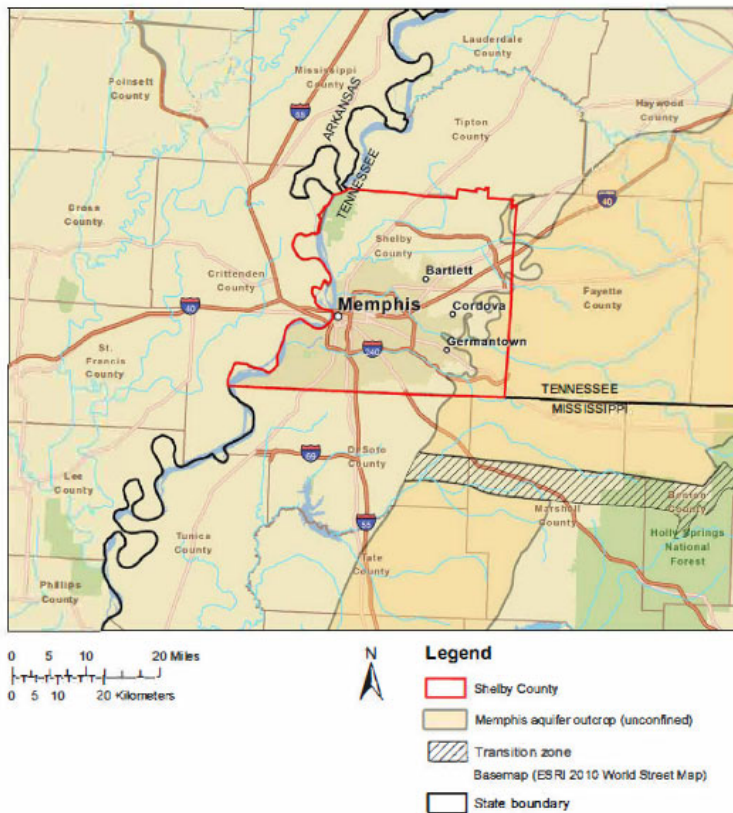 Lauderdale
County
Mississippi
County
Poinsett
County
55
ARKANSAS
Haywood
County
Tipton
County
TENNESSEE
40
Cross
County
Shelby
County
Crittenden
County
Bartlett
Fayette
County
40
Memphis
Cordova
St.
Francis
County
240
Germantown
TENNESSEE
MISSISSIPPI
69
DeSoto
County
Lee
County
Benton
County
Marshall
County
55
Holly Springs
National
Forest
Tunica
County
Tate
County
Phillips
County
0 5 10 20 Miles
0 5 10 20 Kilometers
N
Legend
Shelby County
Memphis aquifer outcrop (unconfined)
Transition zone
Basemap (ESRI 2010 World Street Map)
State boundary